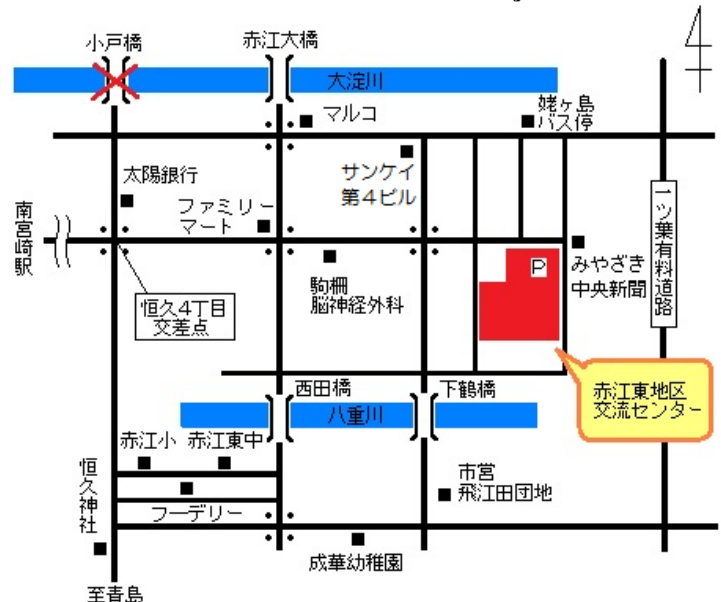 小戸橋
赤江大橋
大淀川
マルコ
姥ヶ島
バス停
太陽銀行
サンケイ
第4ビル
ファミリー
マート
南宮崎駅
一ツ葉有料道路
P
みやざき
中央新聞
駒柵
脳神経外科
恒久4丁目
交差点
西田橋
下鶴橋
八重川
赤江東地区
交流センター
赤江小
赤江東中
恒久神社
市営
飛江田団地
フーデリー
成華幼稚園
至青島